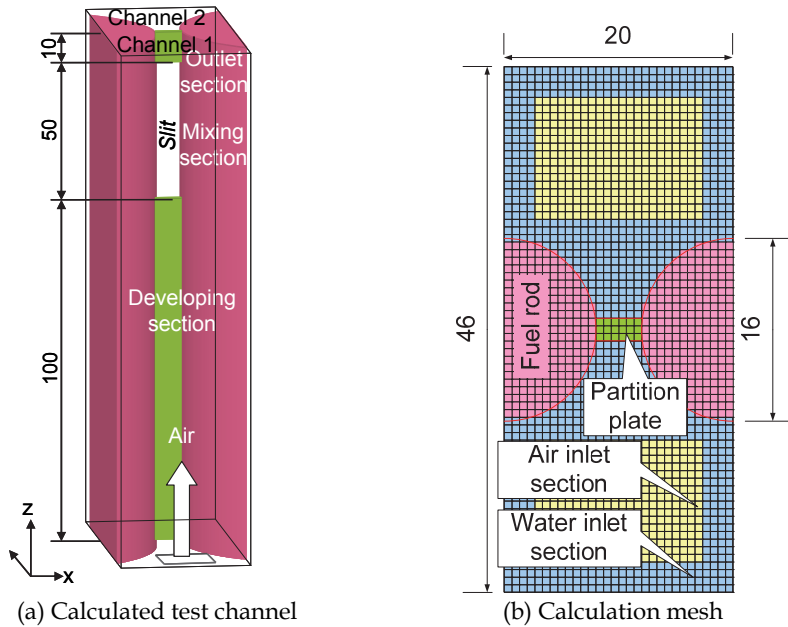 Channel 2
Channel 1
10
Outlet
section
50
Slit
Mixing
section
Developing
section
100
Air
z
x
(a) Calculated test channel
20
46
Fuel rod
16
Partition
plate
Air inlet
section
Water inlet
section
(b) Calculation mesh